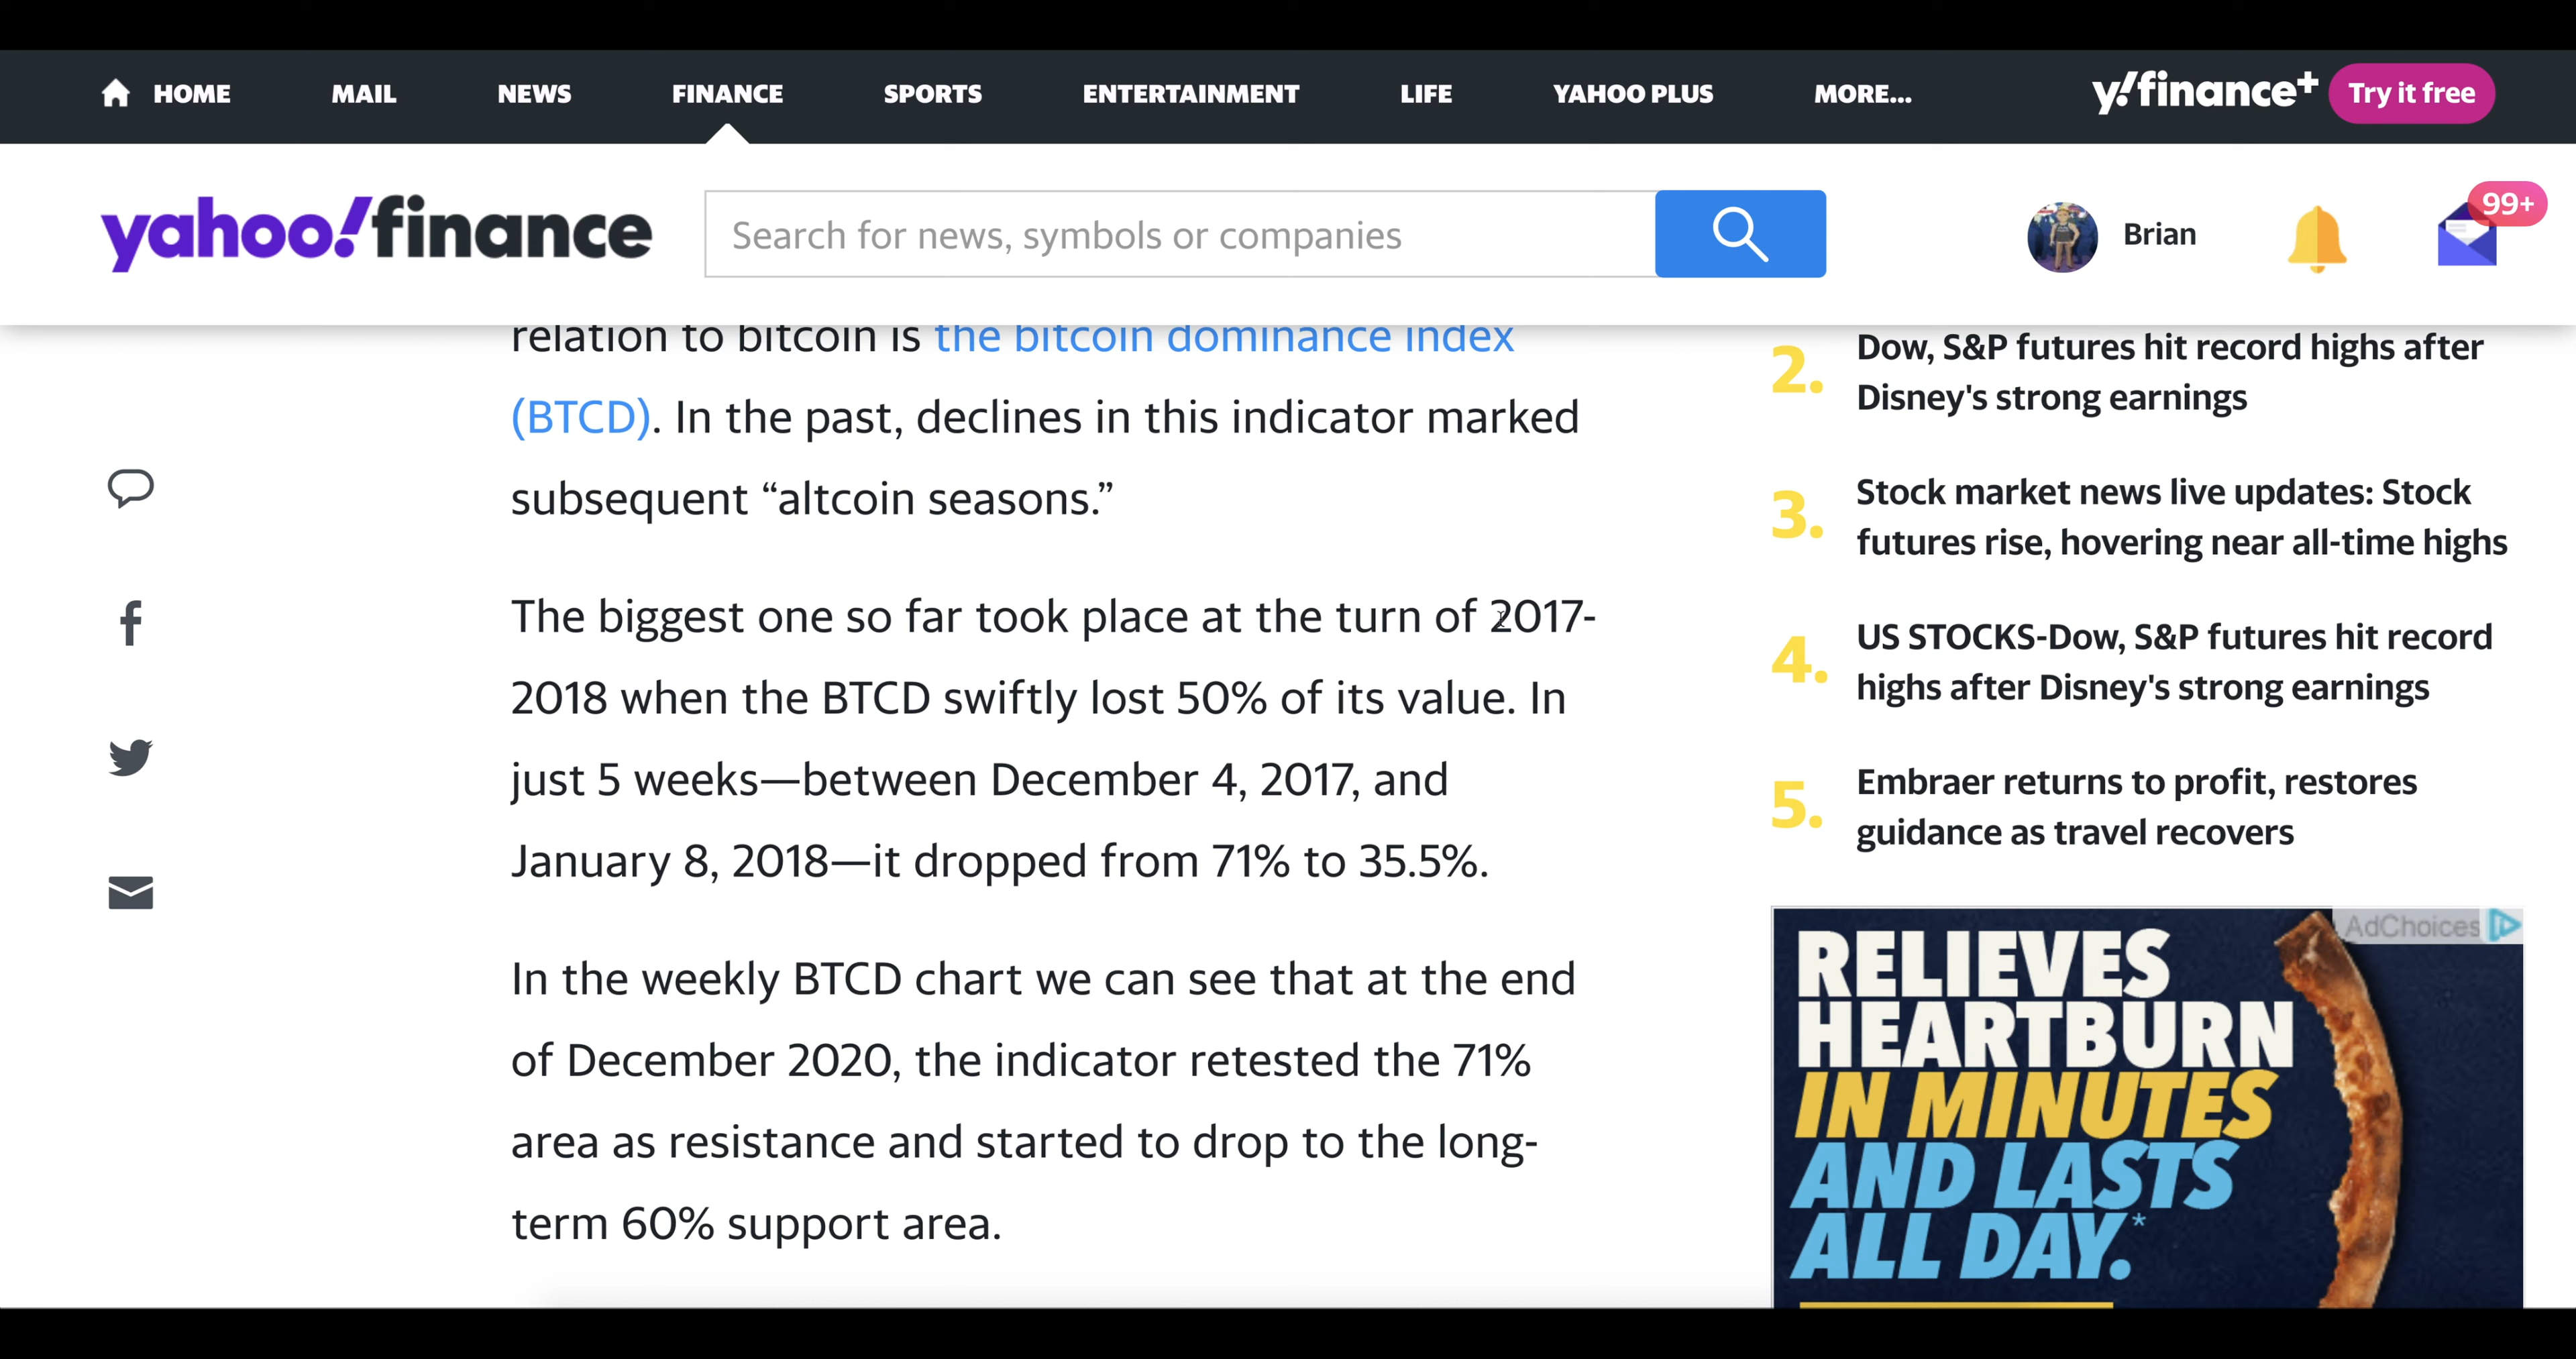 HOME MAIL NEWS FINANCE SPORTS ENTERTAINMENT LIFE YAHOO PLUS MORE... y!finance+ Try it free
yahoo!finance Search for news, symbols or companies Brian 99+
relation to bitcoin is the bitcoin dominance index
(BTCD). In the past, declines in this indicator marked
subsequent “altcoin seasons.”
The biggest one so far took place at the turn of 2017-
2018 when the BTCD swiftly lost 50% of its value. In
just 5 weeks—between December 4, 2017, and
January 8, 2018—it dropped from 71% to 35.5%.
In the weekly BTCD chart we can see that at the end
of December 2020, the indicator retested the 71%
area as resistance and started to drop to the long-
term 60% support area.
2. Dow, S&P futures hit record highs after
Disney's strong earnings
3. Stock market news live updates: Stock
futures rise, hovering near all-time highs
4. US STOCKS-Dow, S&P futures hit record
highs after Disney's strong earnings
5. Embraer returns to profit, restores
guidance as travel recovers
AdChoices
RELIEVES
HEARTBURN
IN MINUTES
AND LASTS
ALL DAY.*